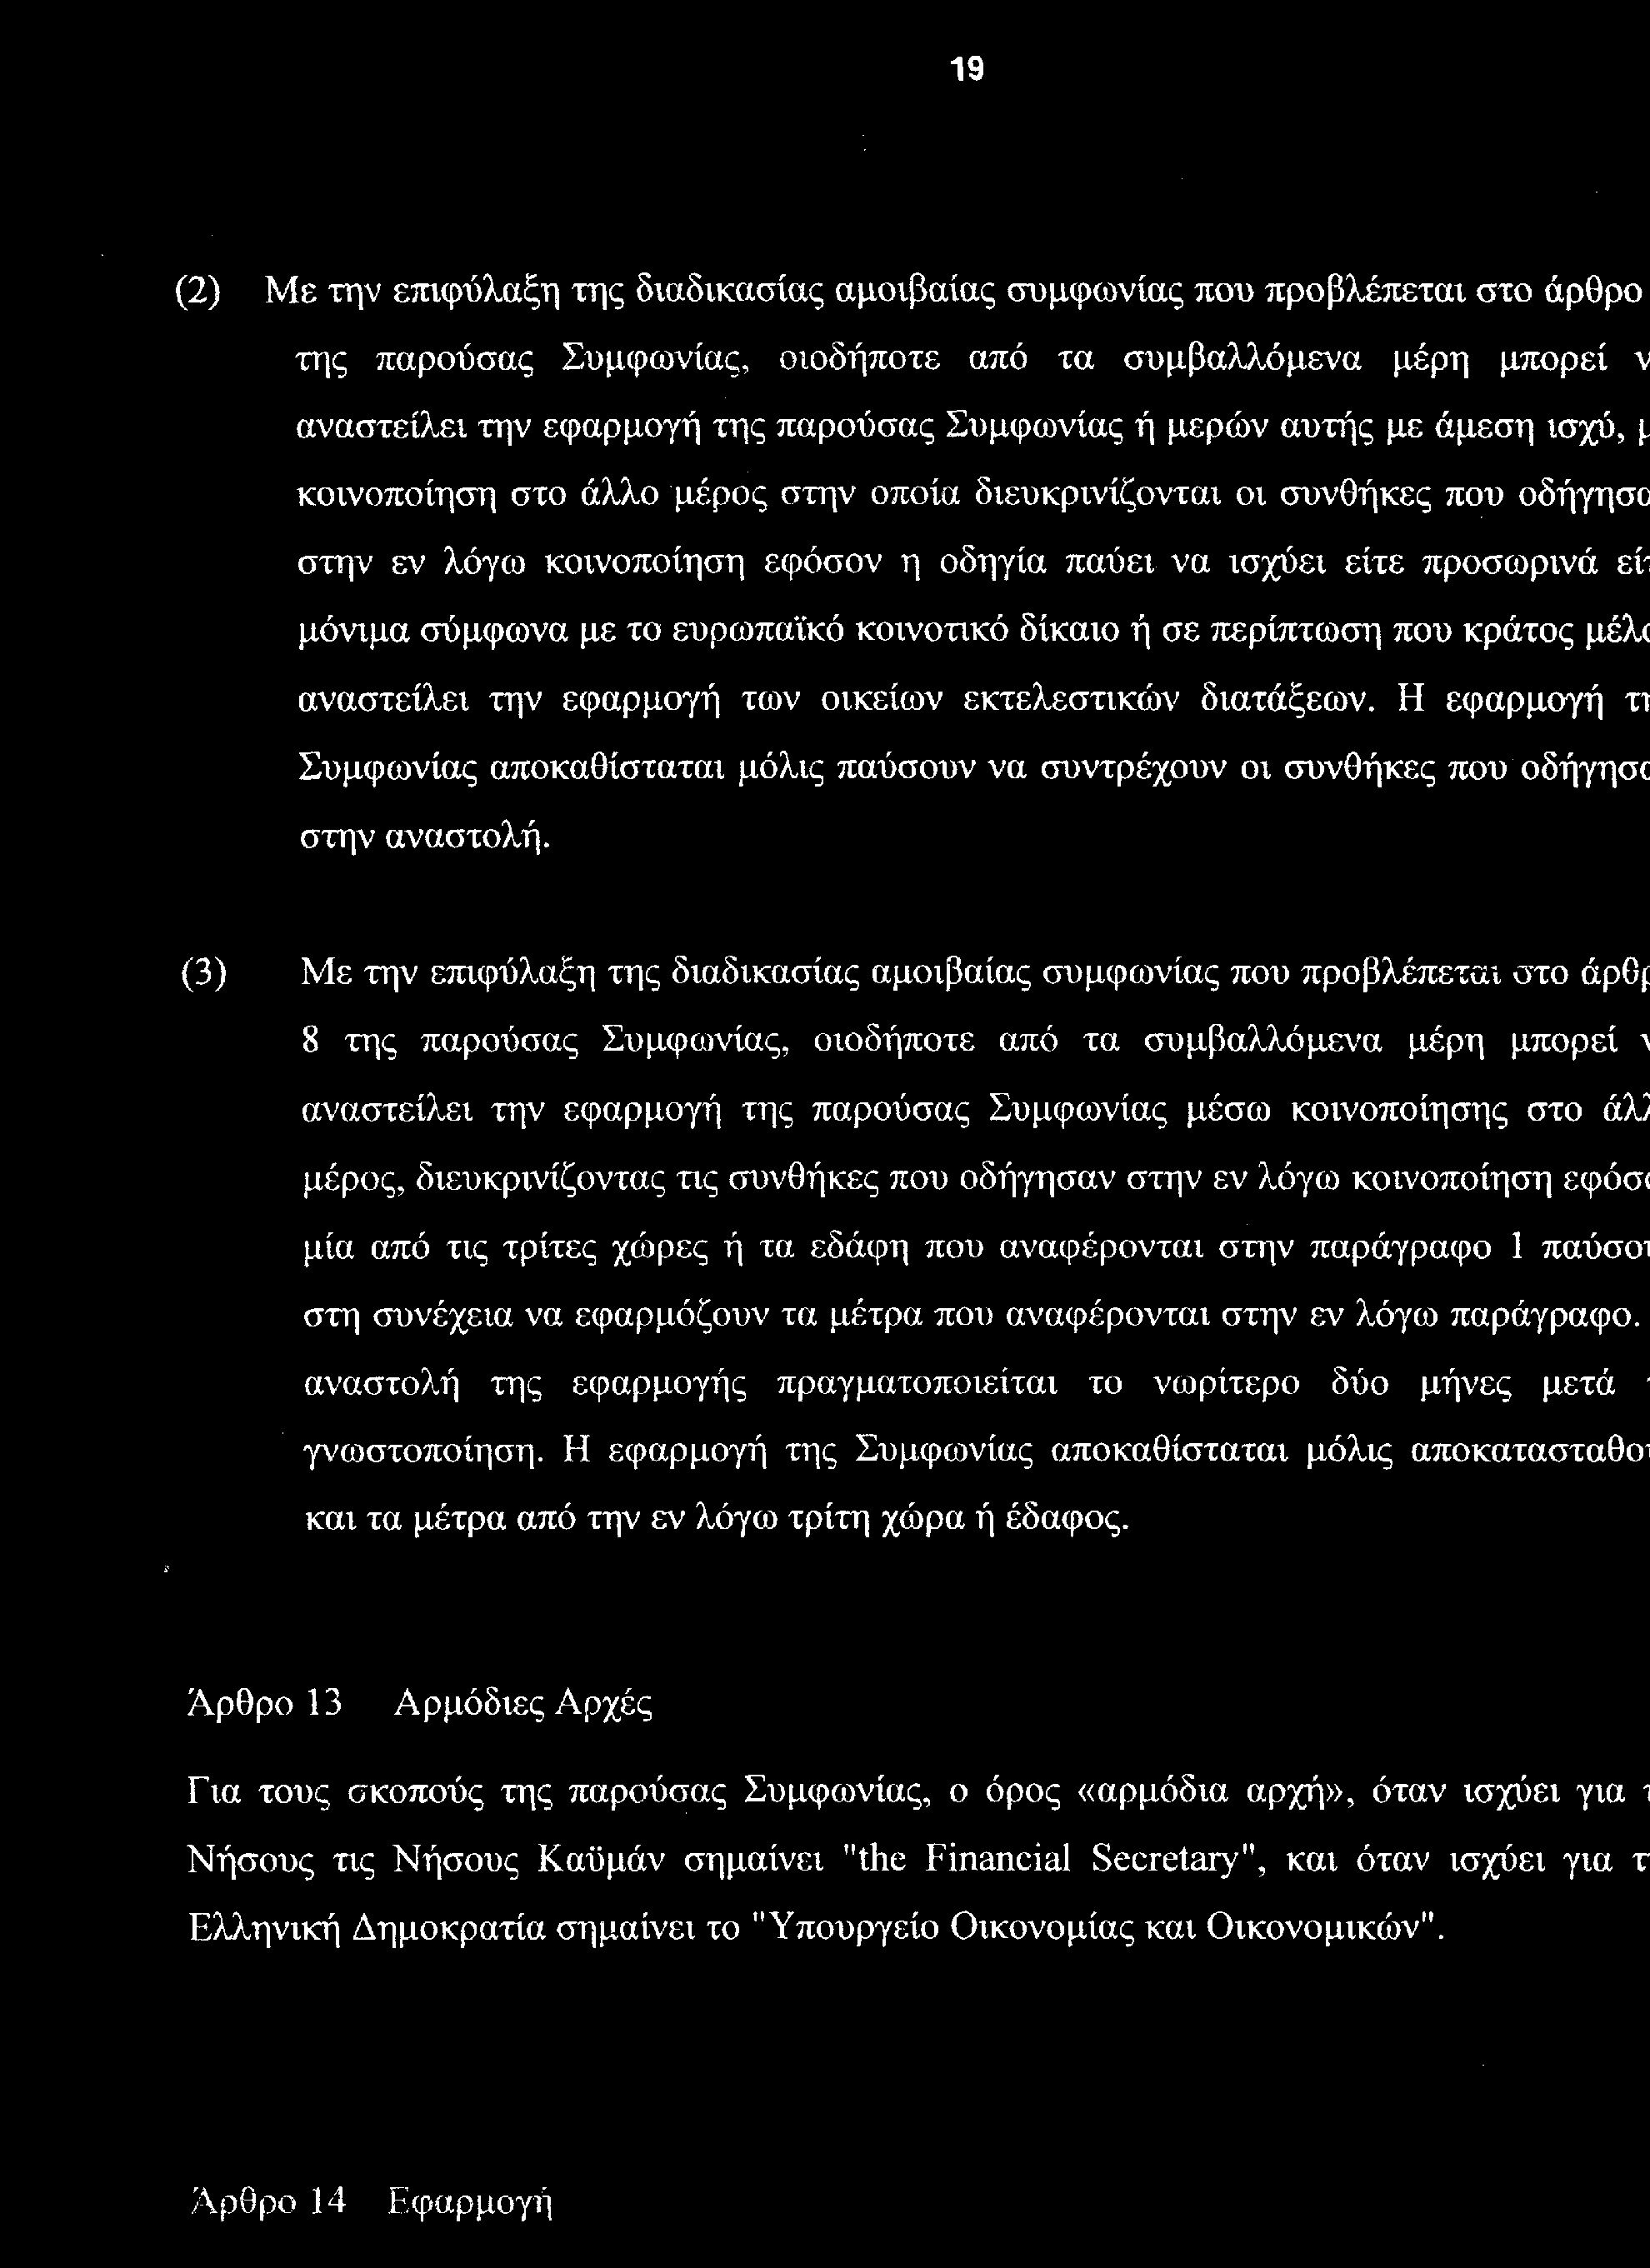 19
(2) Με την επιφύλαξη της διαδικασίας αμοιβαίας συμφωνίας που προβλέπεται στο άρθρο
της παρούσας Συμφωνίας, οιοδήποτε από τα συμβαλλόμενα μέρη μπορεί
αναστείλει την εφαρμογή της παρούσας Συμφωνίας ή μερών αυτής με άμεση ισχύ,
κοινοποίηση στο άλλο μέρος στην οποία διευκρινίζονται οι συνθήκες που
στην εν λόγω κοινοποίηση εφόσον η οδηγία παύει να ισχύει είτε προσωρινά
μόνιμα σύμφωνα με το ευρωπαϊκό κοινοτικό δίκαιο ή σε περίπτωση που κράτος
αναστείλει την εφαρμογή των οικείων εκτελεστικών διατάξεων. Η εφαρμογή
Συμφωνίας αποκαθίσταται μόλις παύσουν να συντρέχουν οι συνθήκες που
στην αναστολή.
(3) Με την επιφύλαξη της διαδικασίας αμοιβαίας συμφωνίας που προβλέπεται στο
8 της παρούσας Συμφωνίας, οιοδήποτε από τα συμβαλλόμενα μέρη μπορεί
αναστείλει την εφαρμογή της παρούσας Συμφωνίας μέσω κοινοποίησης στο
μέρος, διευκρινίζοντας τις συνθήκες που οδήγησαν στην εν λόγω κοινοποίηση
μία από τις τρίτες χώρες ή τα εδάφη που αναφέρονται στην παράγραφο 1
στη συνέχεια να εφαρμόζουν τα μέτρα που αναφέρονται στην εν λόγω παράγραφο.
αναστολή της εφαρμογής πραγματοποιείται το νωρίτερο δύο μήνες μετά
γνωστοποίηση. Η εφαρμογή της Συμφωνίας αποκαθίσταται μόλις
και τα μέτρα από την εν λόγω τρίτη χώρα ή έδαφος.
Άρθρο 13 Αρμόδιες Αρχές
Για τους σκοπούς της παρούσας Συμφωνίας, ο όρος «αρμόδια αρχή», όταν ισχύει για
Νήσους τις Νήσους Καϋμάν σημαίνει "the Financial Secretary", και όταν ισχύει για
Ελληνική Δημοκρατία σημαίνει το "Υπουργείο Οικονομίας και Οικονομικών".
Άρθρο 14 Εφαρμογή